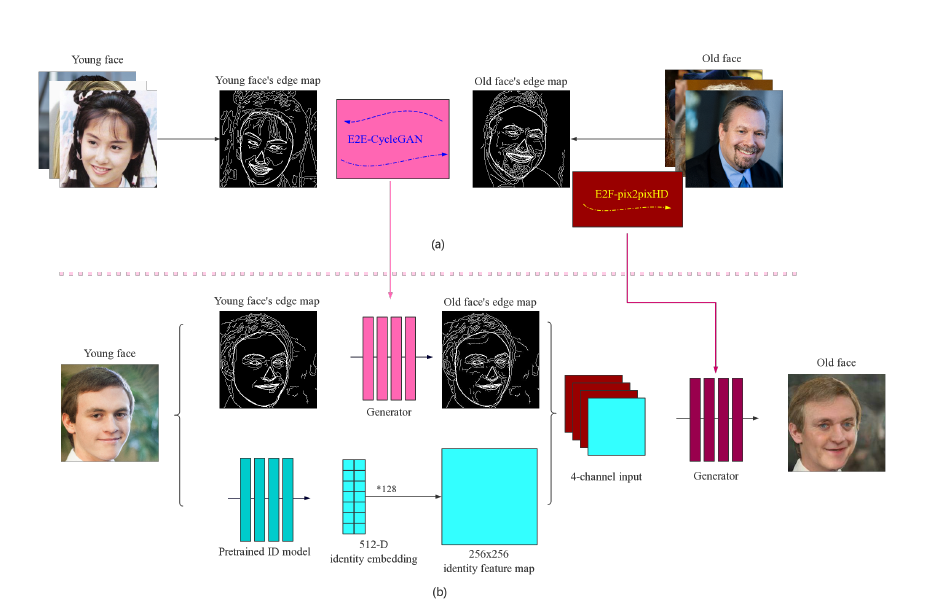 Young face
Old face
Young face's edge map
Old face's edge map
E2E-CycleGAN
E2F-pix2pixHD
(a)
Young face's edge map
Old face's edge map
Young face
Old face
Generator
4-channel input
Generator
*128
Pretrained ID model
512-D
identity embedding
256x256
identity feature map
(b)